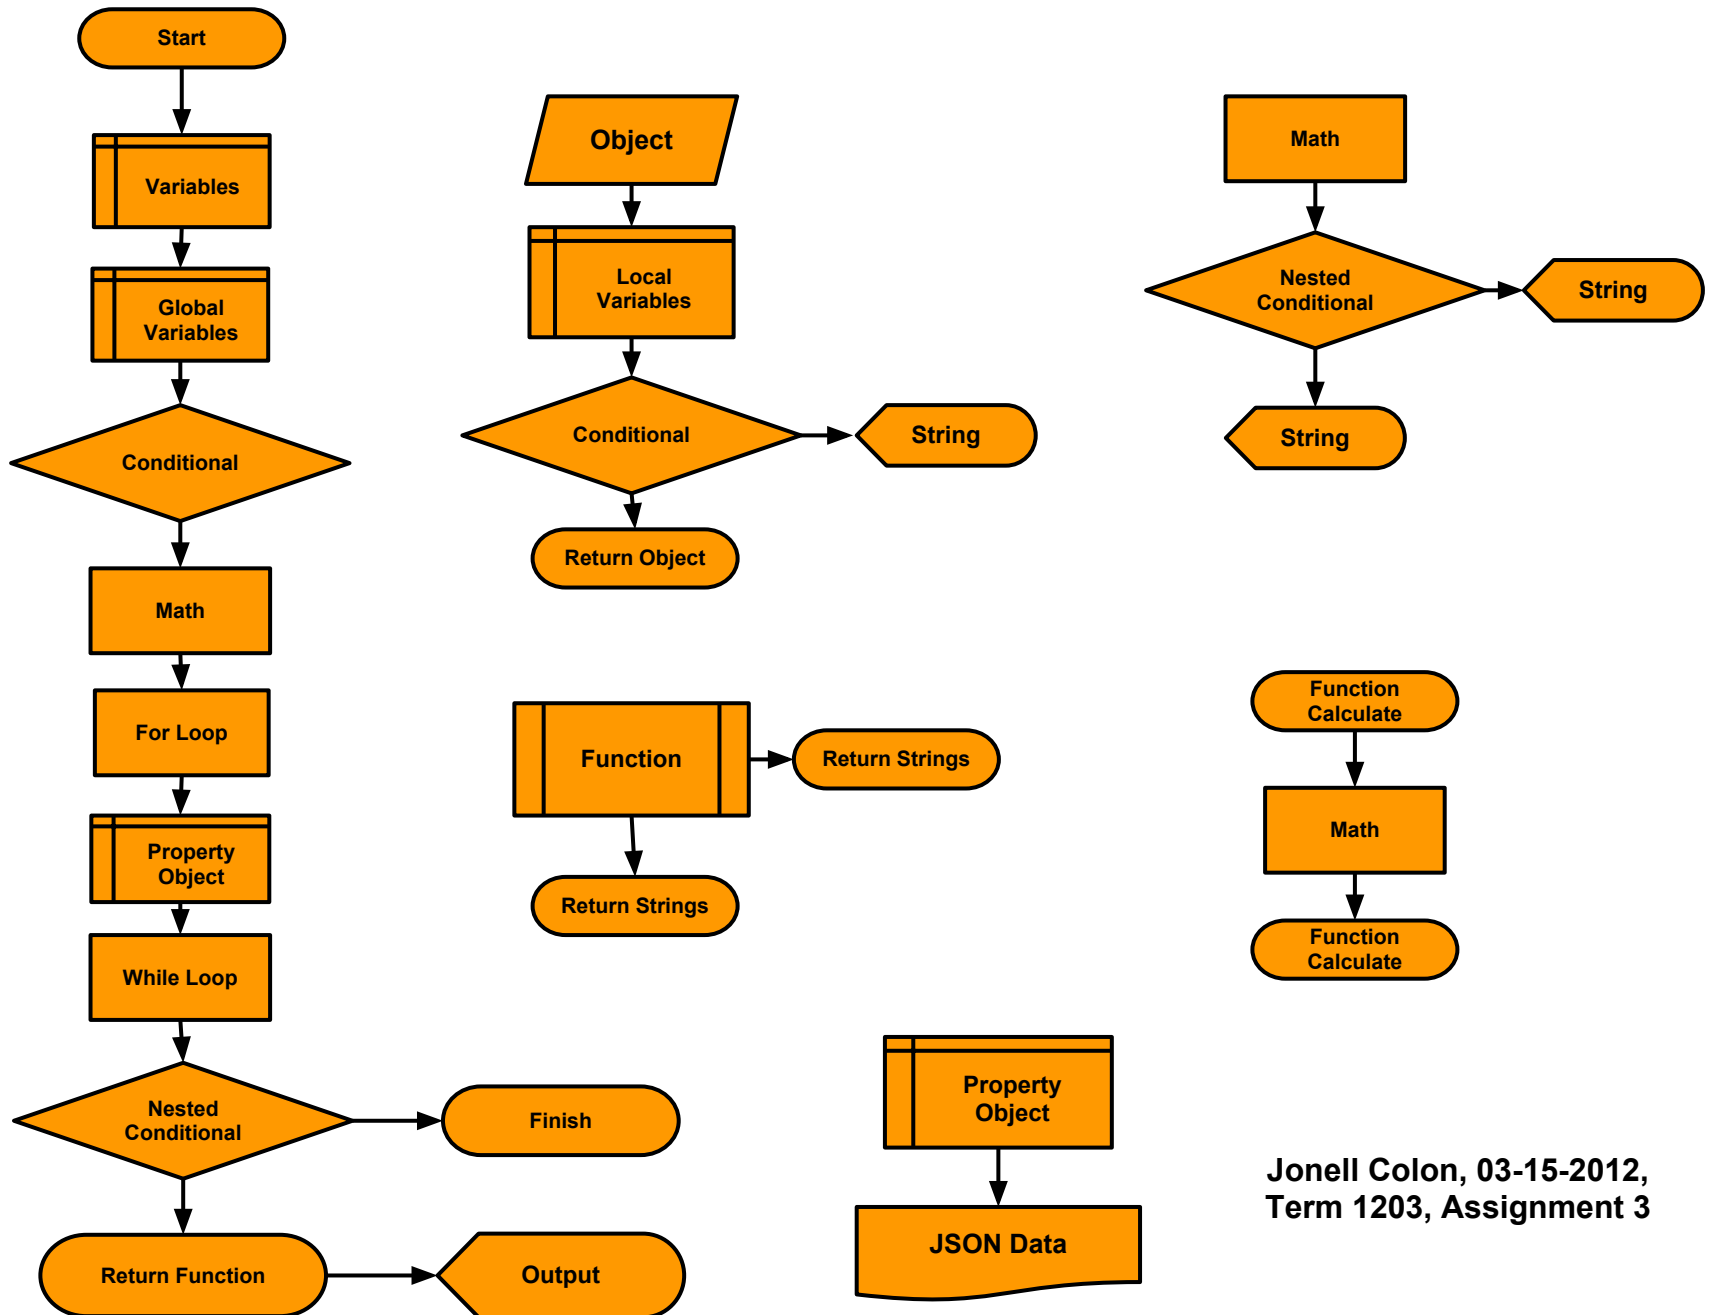 Start
Variables
Global
Variables
Conditional
Math
For Loop
Property
Object
While Loop
Nested
Conditional
Finish
Return Function
Output
Object
Local
Variables
Conditional
String
Return Object
Function
Return Strings
Return Strings
Property
Object
JSON Data
Math
Nested
Conditional
String
String
Function
Calculate
Math
Function
Calculate
Jonell Colon, 03-15-2012,
Term 1203, Assignment 3